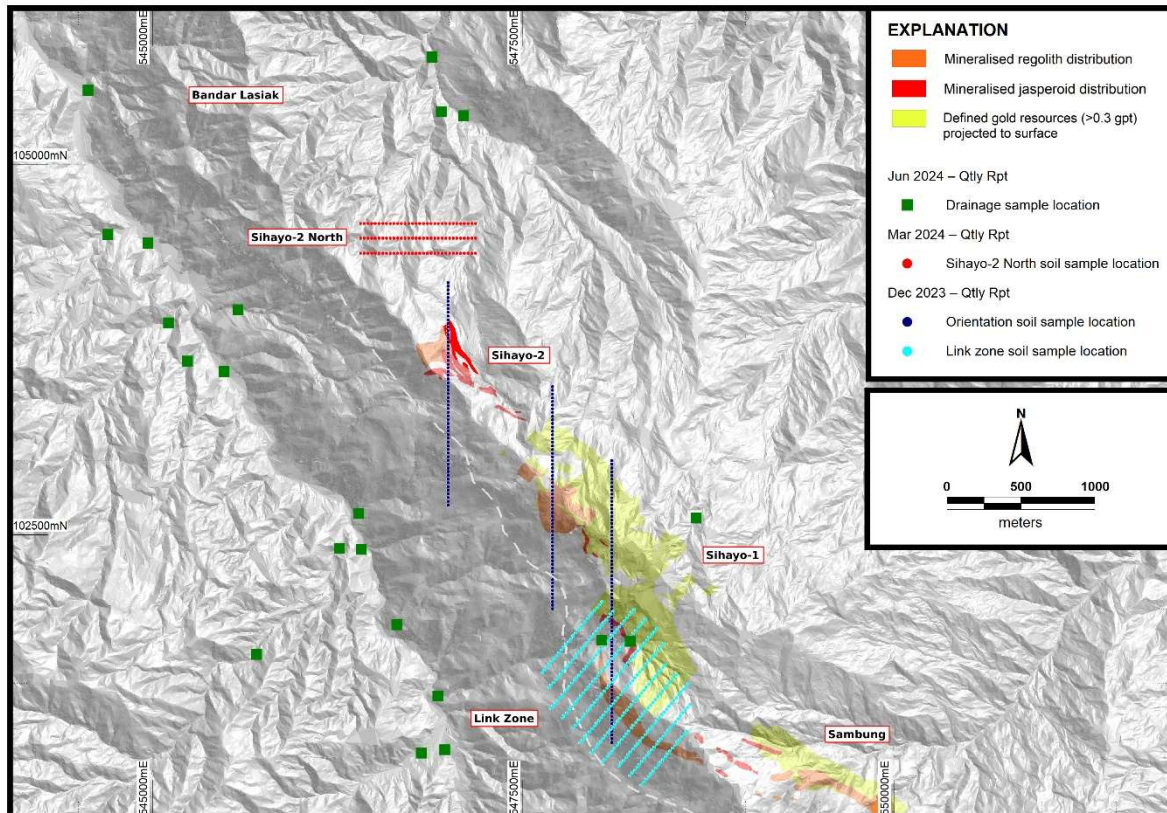 545000mE
547500mE
EXPLANATION
Mineralised regolith distribution
Mineralised jasperoid distribution
Defined gold resources (>0.3 gpt)
projected to surface
Jun 2024 – Qtly Rpt
Drainage sample location
Mar 2024 – Qtly Rpt
Sihayo-2 North soil sample location
Dec 2023 – Qtly Rpt
Orientation soil sample location
Link zone soil sample location
Bandar Lasiak
105000mN
Sihayo-2 North
Sihayo-2
N
0 500 1000
meters
102500mN
Sihayo-1
Link Zone
Sambung
545000mE
547500mE
550000mE